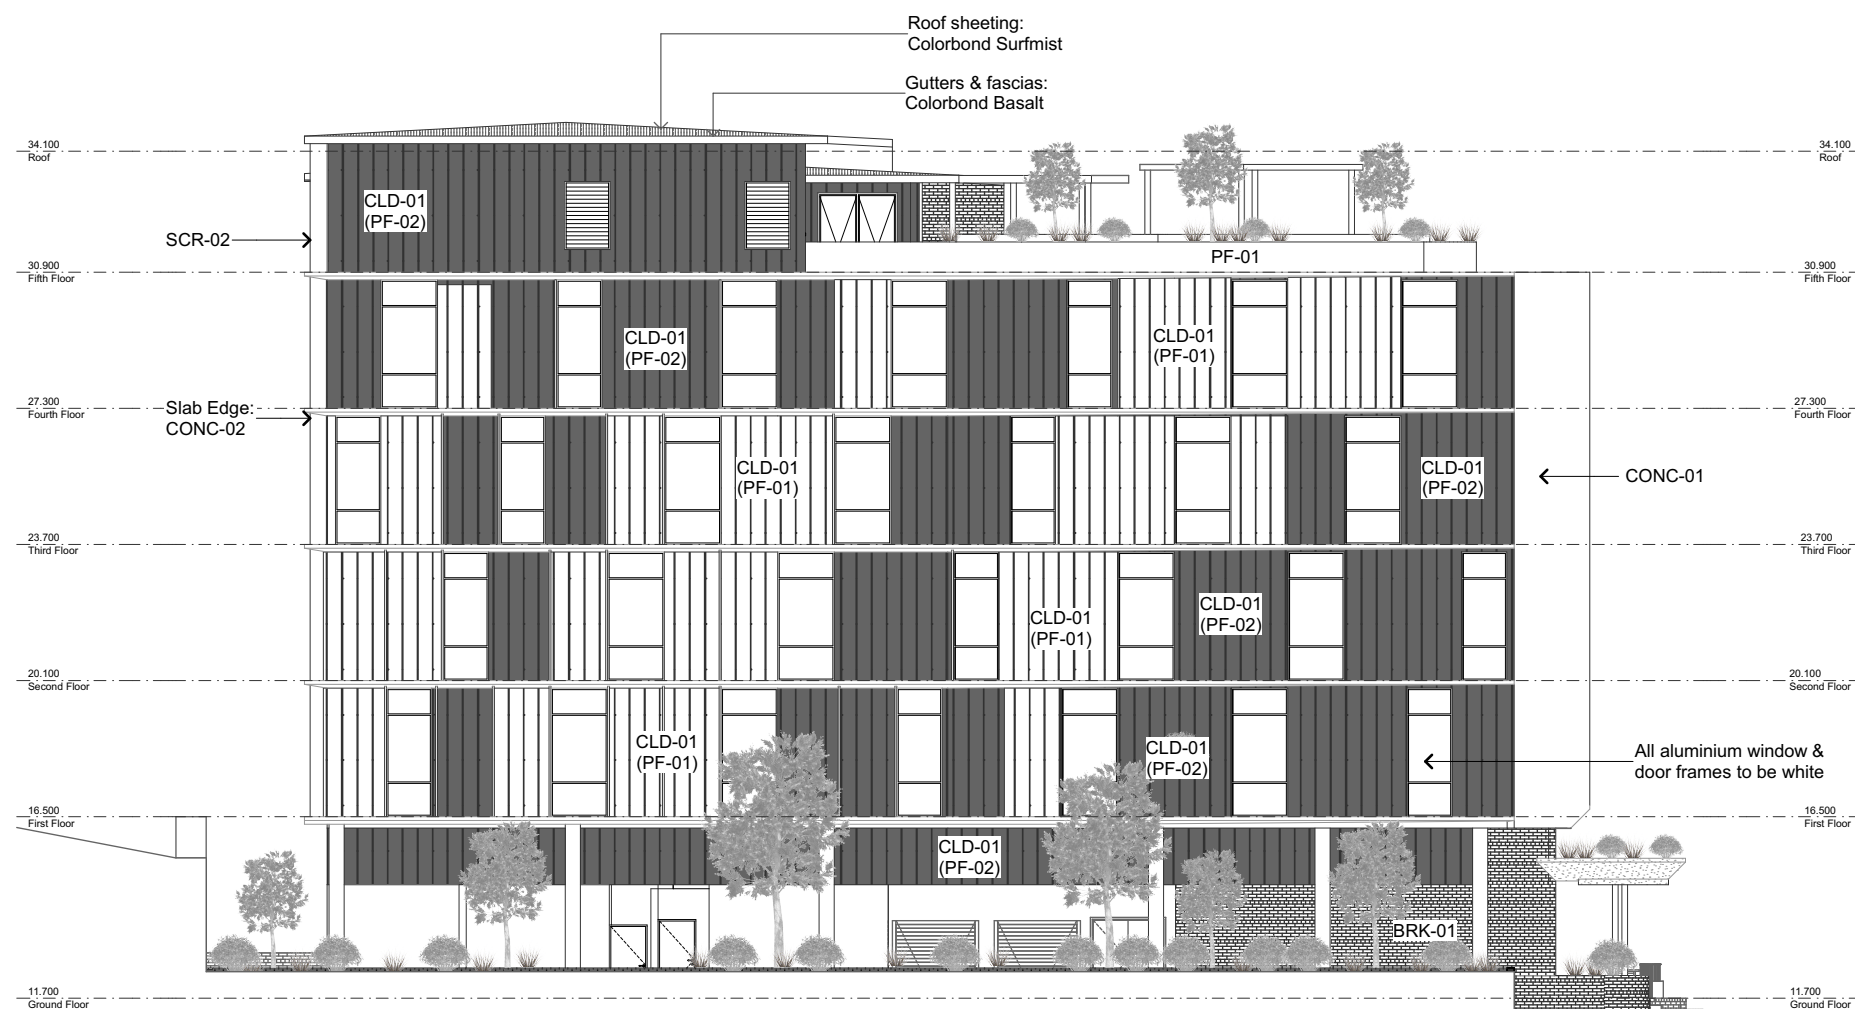 Roof sheeting:
Colorbond Surfmist
Gutters & fascias:
Colorbond Basalt
34.100
Roof
34.100
Roof
CLD-01
(PF-02)
SCR-02
PF-01
30.900
Fifth Floor
30.900
Fifth Floor
CLD-01
(PF-02)
CLD-01
(PF-01)
27.300
Fourth Floor
Slab Edge:
CONC-02
27.300
Fourth Floor
CLD-01
(PF-01)
CLD-01
(PF-02)
CONC-01
23.700
Third Floor
23.700
Third Floor
CLD-01
(PF-01)
CLD-01
(PF-02)
20.100
Second Floor
20.100
Second Floor
CLD-01
(PF-01)
CLD-01
(PF-02)
All aluminium window &
door frames to be white
16.500
First Floor
16.500
First Floor
CLD-01
(PF-02)
BRK-01
11.700
Ground Floor
11.700
Ground Floor